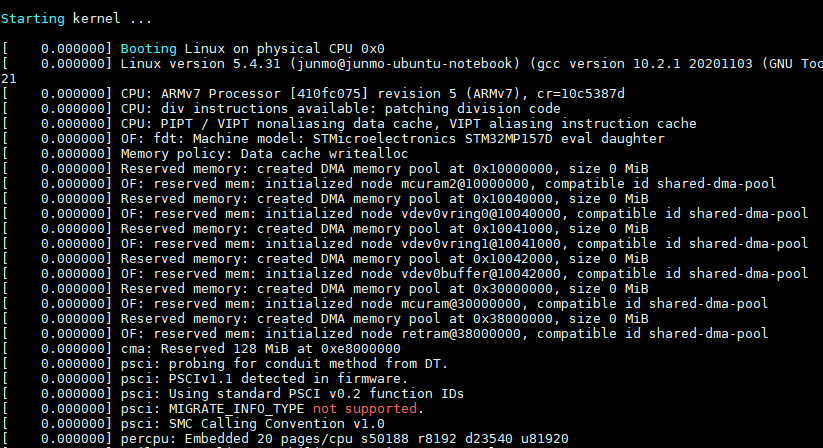 Starting kernel ...
[    0.000000] Booting Linux on physical CPU 0x0
[    0.000000] Linux version 5.4.31 (junmo@junmo-ubuntu-notebook) (gcc version 10.2.1 20201103 (GNU Too
21
[    0.000000] CPU: ARMv7 Processor [410fc075] revision 5 (ARMv7), cr=10c5387d
[    0.000000] CPU: div instructions available: patching division code
[    0.000000] CPU: PIPT / VIPT nonaliasing data cache, VIPT aliasing instruction cache
[    0.000000] OF: fdt: Machine model: STMicroelectronics STM32MP157D eval daughter
[    0.000000] Memory policy: Data cache writealloc
[    0.000000] Reserved memory: created DMA memory pool at 0x10000000, size 0 MiB
[    0.000000] OF: reserved mem: initialized node mcuram2@10000000, compatible id shared-dma-pool
[    0.000000] Reserved memory: created DMA memory pool at 0x10040000, size 0 MiB
[    0.000000] OF: reserved mem: initialized node vdev0vring0@10040000, compatible id shared-dma-pool
[    0.000000] Reserved memory: created DMA memory pool at 0x10041000, size 0 MiB
[    0.000000] OF: reserved mem: initialized node vdev0vring1@10041000, compatible id shared-dma-pool
[    0.000000] Reserved memory: created DMA memory pool at 0x10042000, size 0 MiB
[    0.000000] OF: reserved mem: initialized node vdev0buffer@10042000, compatible id shared-dma-pool
[    0.000000] Reserved memory: created DMA memory pool at 0x30000000, size 0 MiB
[    0.000000] OF: reserved mem: initialized node mcuram@30000000, compatible id shared-dma-pool
[    0.000000] Reserved memory: created DMA memory pool at 0x38000000, size 0 MiB
[    0.000000] OF: reserved mem: initialized node retram@38000000, compatible id shared-dma-pool
[    0.000000] cma: Reserved 128 MiB at 0xe8000000
[    0.000000] psci: probing for conduit method from DT.
[    0.000000] psci: PSCIv1.1 detected in firmware.
[    0.000000] psci: Using standard PSCI v0.2 function IDs
[    0.000000] psci: MIGRATE_INFO_TYPE not supported.
[    0.000000] psci: SMC Calling Convention v1.0
[    0.000000] percpu: Embedded 20 pages/cpu s50188 r8192 d23540 u81920